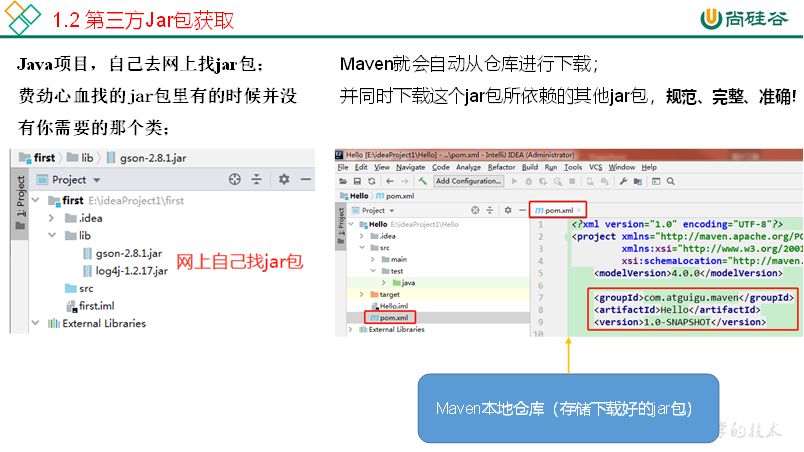 1.2 第三方Jar包获取
尚硅谷
Java项目，自己去网上找jar包；
费劲心血找的jar包里有的时候并没
有你需要的那个类；
first lib gson-2.8.1.jar
1: Project
Project
first E:\ideaProject1\first
.idea
lib
gson-2.8.1.jar
log4j-1.2.17.jar
src
first.iml
External Libraries
网上自己找jar包
Maven就会自动从仓库进行下载；
并同时下载这个jar包所依赖的其他jar包，规范、完整、准确！
Hello [E:\ideaProject1\Hello] - ...\pom.xml - IntelliJ IDEA (Administrator)
File Edit View Navigate Code Analyze Refactor Build Run Tools VCS Window Help
Add Configuration...
Hello pom.xml
1: Project
Project
Hello E:\ideaProject1\Hello
.idea
src
main
test
java
target
Hello.iml
pom.xml
External Libraries
pom.xml
1 <?xml version="1.0" encoding="UTF-8"?>
2 <project xmlns="http://maven.apache.org/PO
3 xmlns:xsi="http://www.w3.org/2001
4 xsi:schemaLocation="http://maven.
5 <modelVersion>4.0.0</modelVersion>
6
7 <groupId>com.atguigu.maven</groupId>
8 <artifactId>Hello</artifactId>
9 <version>1.0-SNAPSHOT</version>
10
Maven本地仓库（存储下载好的jar包）
学的技术